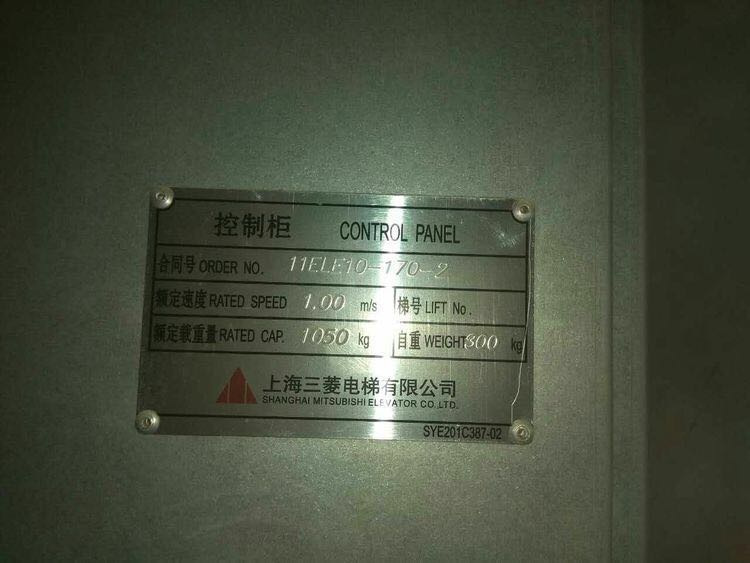 控制柜 CONTROL PANEL
合同号 ORDER NO. 11ELE10-170-2
额定速度 RATED SPEED 1.00 m/s 梯号 LIFT No.
额定载重量 RATED CAP. 1050 kg 自重 WEIGHT 300 kg
上海三菱电梯有限公司
SHANGHAI MITSUBISHI ELEVATOR CO.LTD.
SYE201C387-02